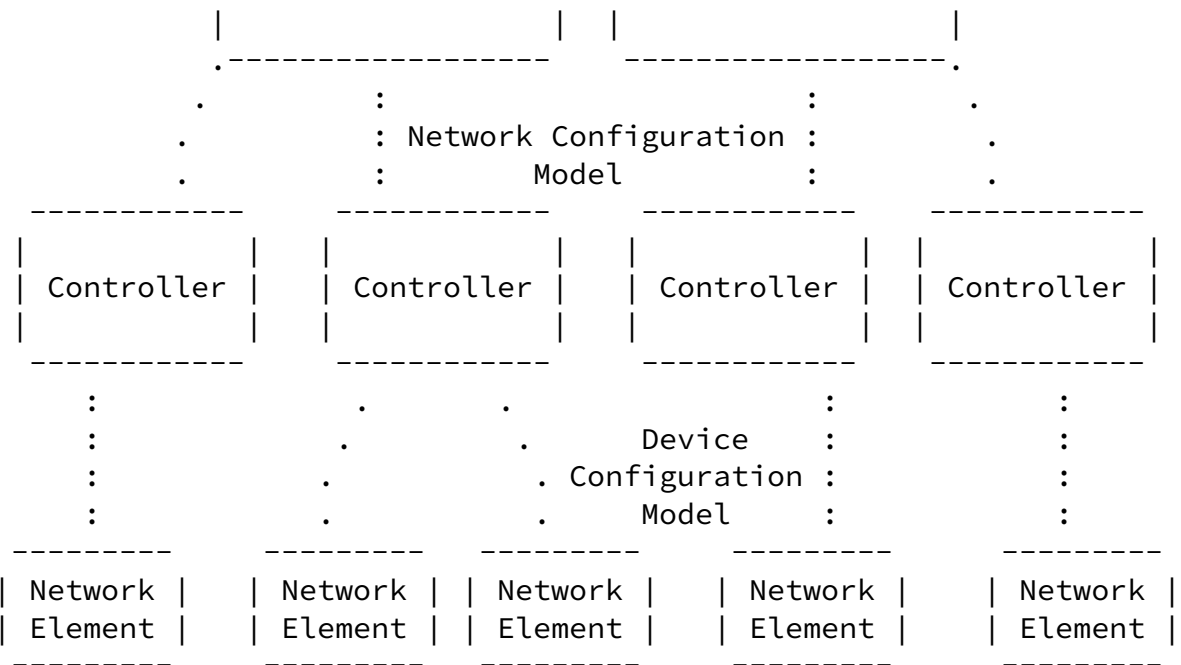 Network Configuration
Model
Controller Controller Controller Controller
Device
Configuration
Model
Network Network Network Network Network
Element Element Element Element Element